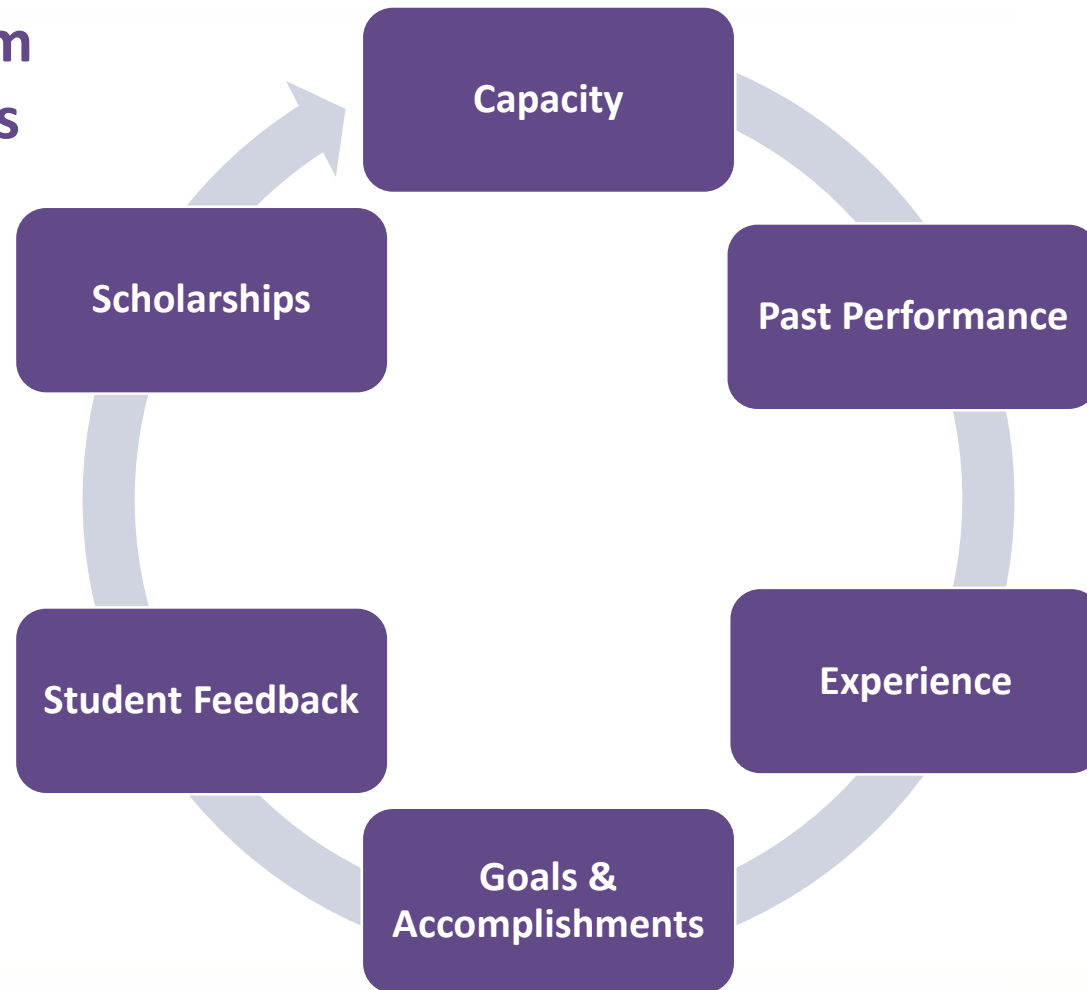 Capacity
Past Performance
Experience
Goals &
Accomplishments
Student Feedback
Scholarships